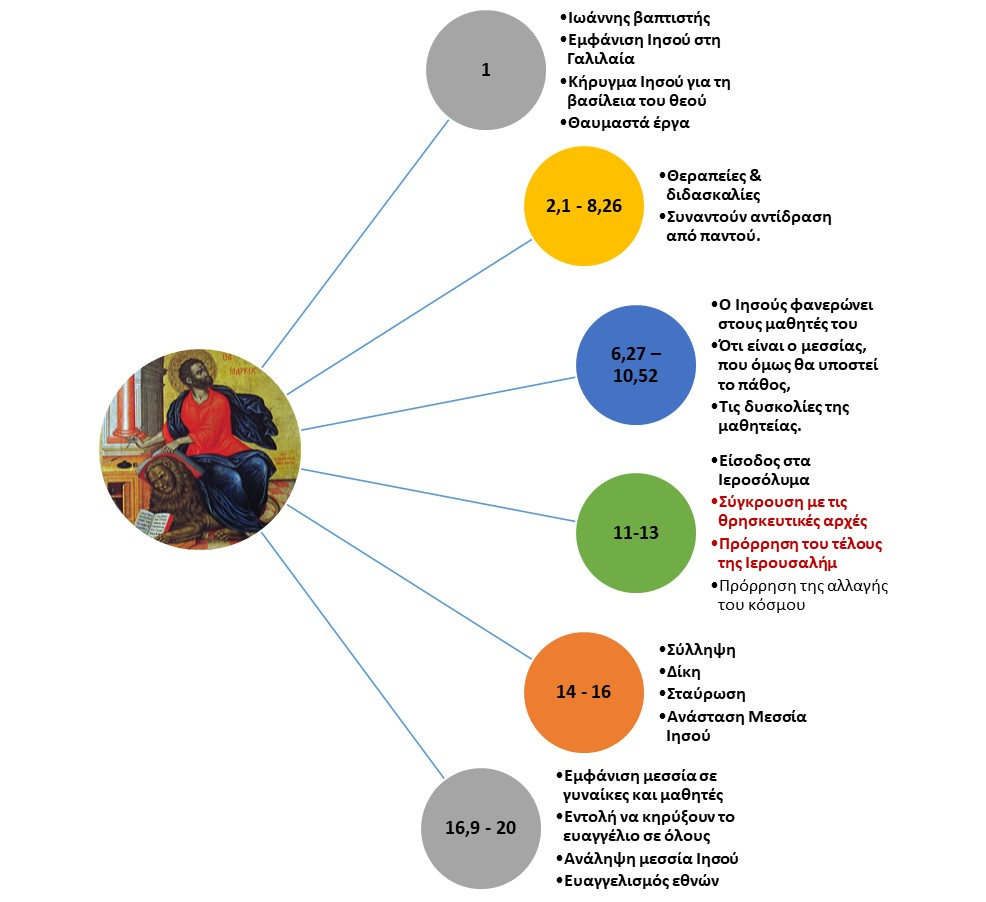 1
•Ιωάννης βαπτιστής
•Εμφάνιση Ιησού στη
Γαλιλαία
•Κήρυγμα Ιησού για τη
βασίλεια του θεού
•Θαυμαστά έργα
2,1 - 8,26
•Θεραπείες &
διδασκαλίες
•Συναντούν αντίδραση
από παντού.
6,27 –
10,52
•Ο Ιησούς φανερώνει
στους μαθητές του
•Ότι είναι ο μεσσίας,
που όμως θα υποστεί
το πάθος,
•Τις δυσκολίες της
μαθητείας.
11-13
•Είσοδος στα
Ιεροσόλυμα
•Σύγκρουση με τις
θρησκευτικές αρχές
•Πρόρρηση του τέλους
της Ιερουσαλήμ
•Πρόρρηση της αλλαγής
του κόσμου
14 - 16
•Σύλληψη
•Δίκη
•Σταύρωση
•Ανάσταση Μεσσία
Ιησού
16,9 - 20
•Εμφάνιση μεσσία σε
γυναίκες και μαθητές
•Εντολή να κηρύξουν το
ευαγγέλιο σε όλους
•Ανάληψη μεσσία Ιησού
•Ευαγγελισμός εθνών